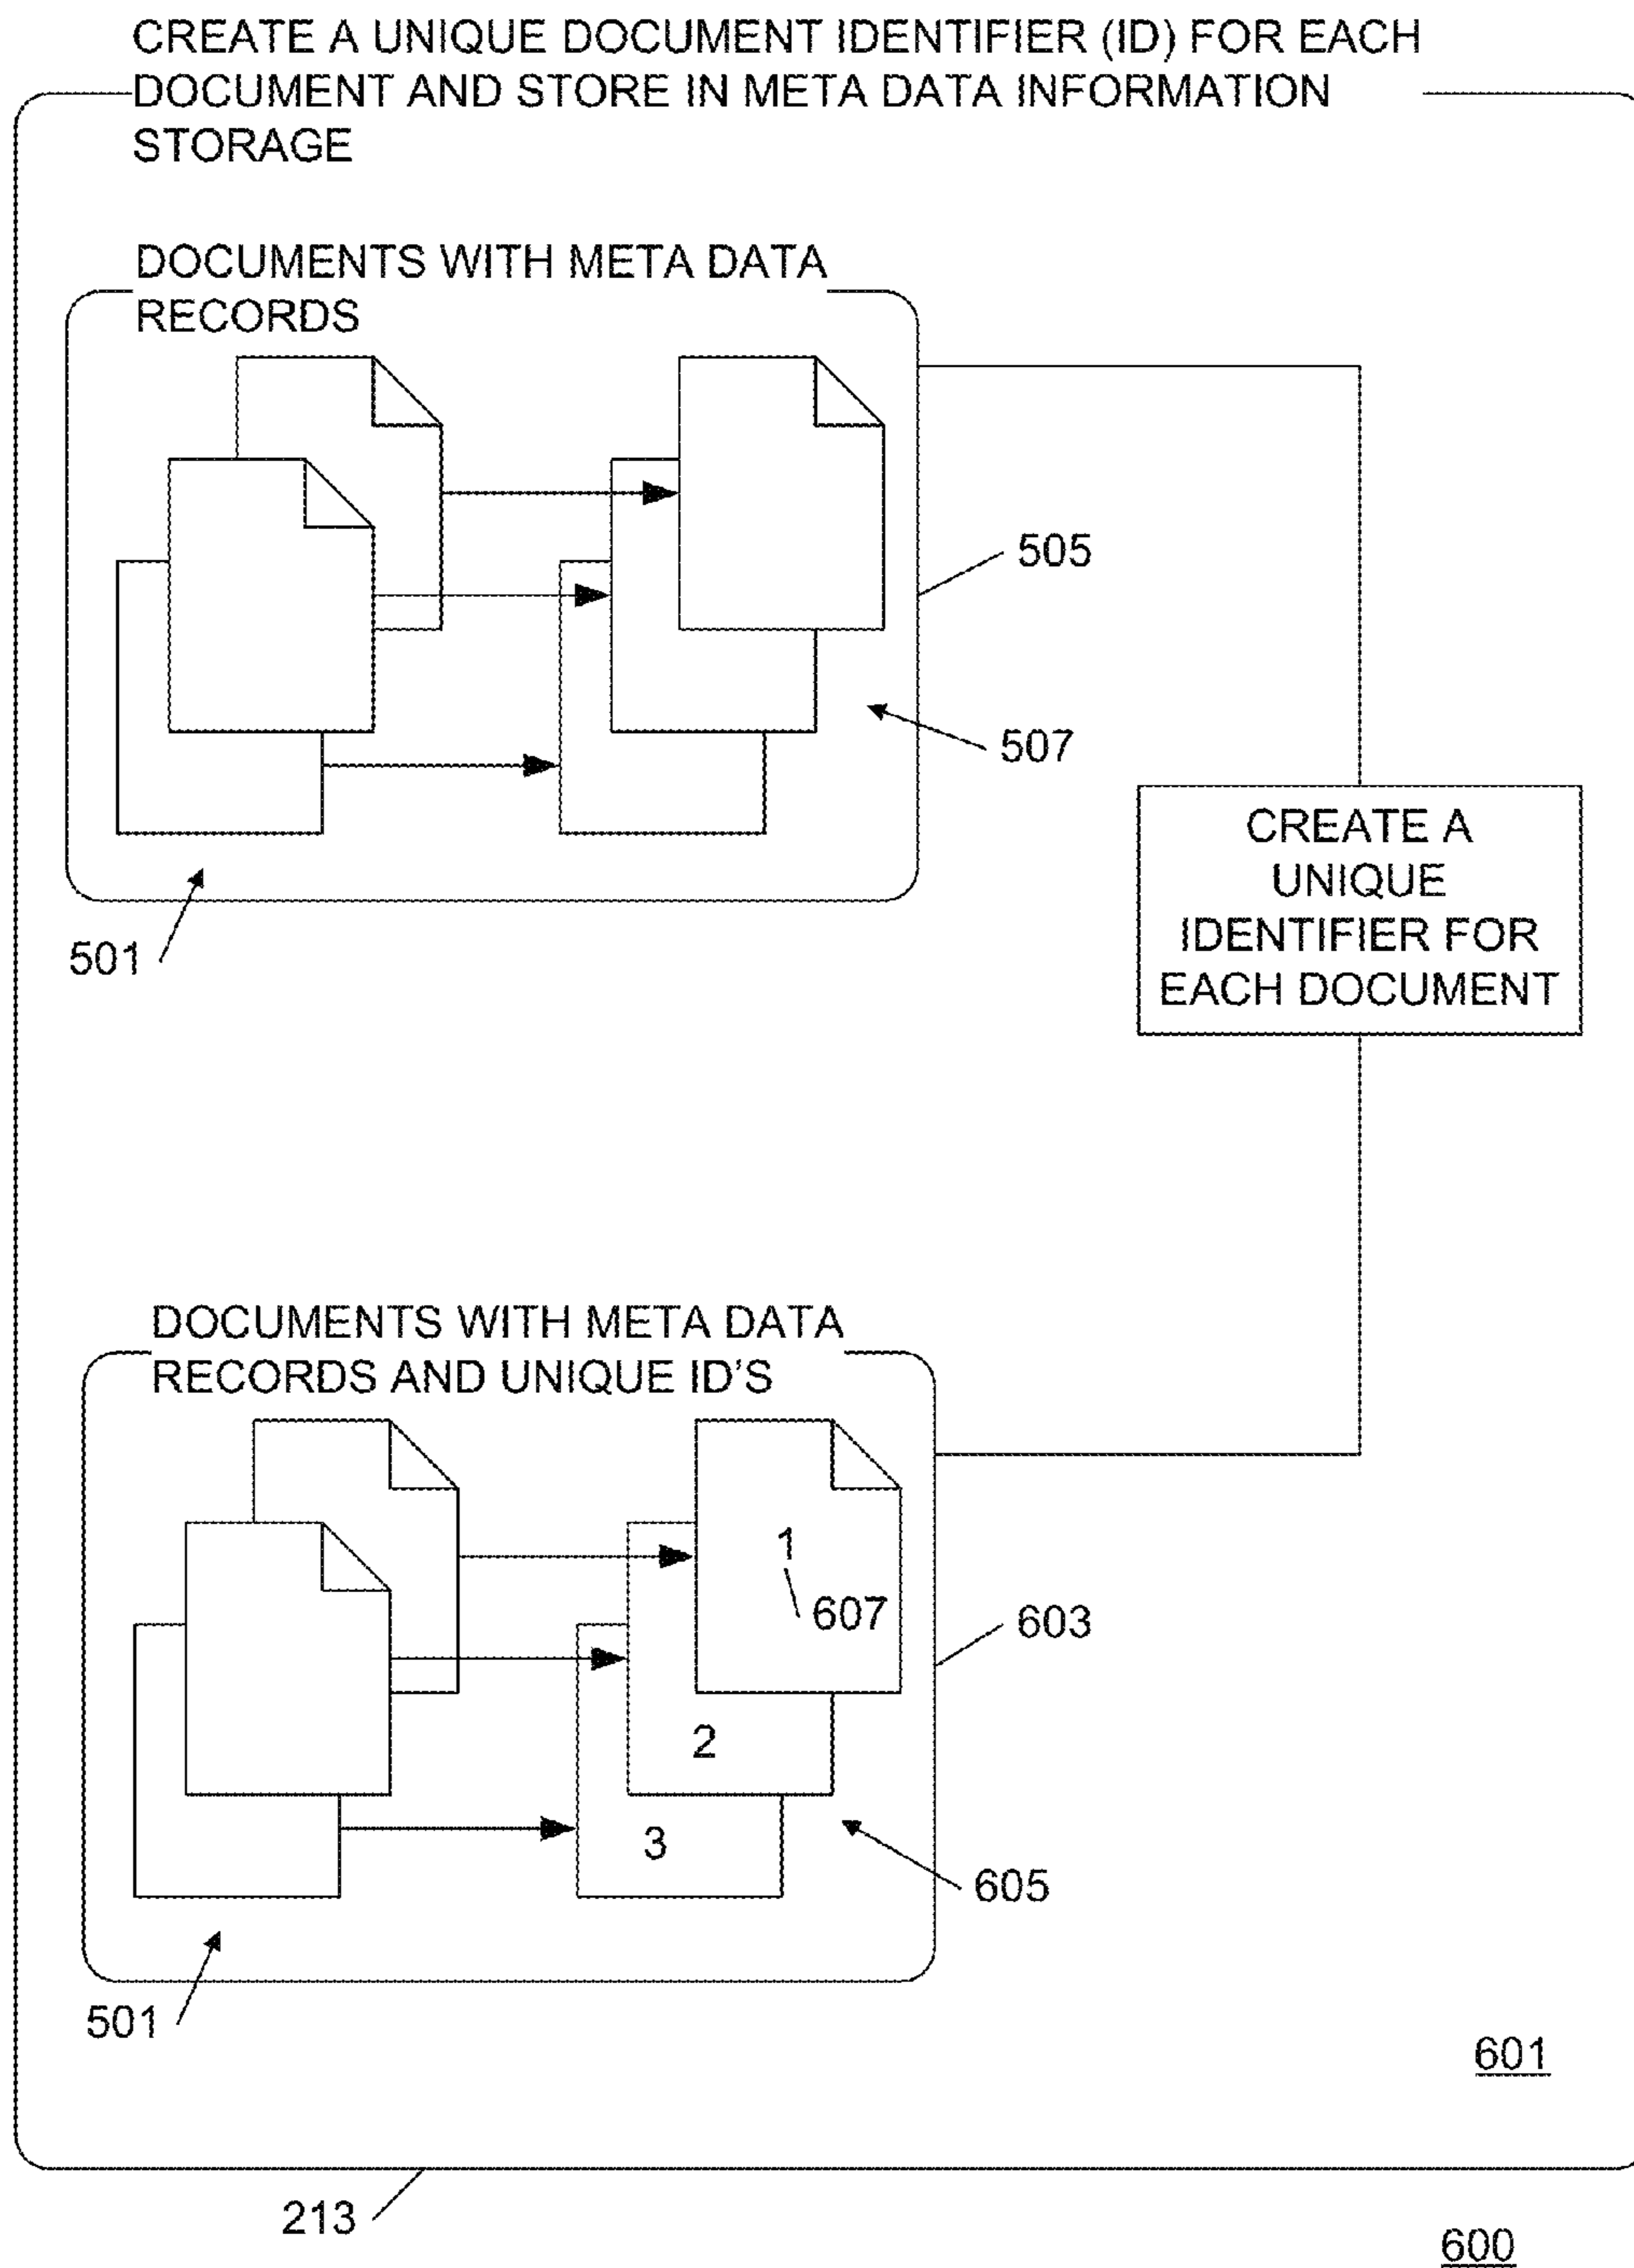 CREATE A UNIQUE DOCUMENT IDENTIFIER (ID) FOR EACH
DOCUMENT AND STORE IN META DATA INFORMATION
STORAGE
DOCUMENTS WITH META DATA
RECORDS
505
507
501
CREATE A
UNIQUE
IDENTIFIER FOR
EACH DOCUMENT
DOCUMENTS WITH META DATA
RECORDS AND UNIQUE ID'S
1
607
603
2
3
605
501
601
213
600